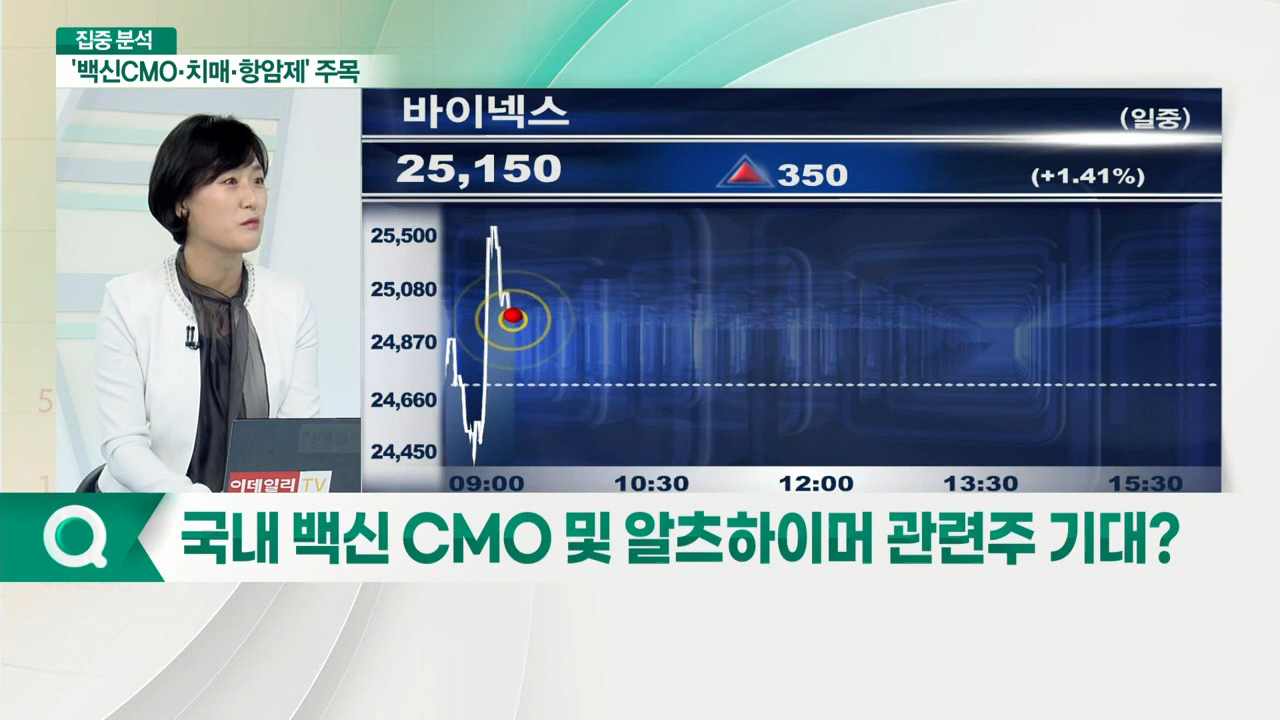 집중 분석
'백신CMO·치매·항암제' 주목
바이넥스
(일중)
25,150 350 (+1.41%)
25,500
25,080
24,870
24,660
24,450
09:00 10:30 12:00 13:30 15:30
이데일리 TV
5
1
Q
국내 백신 CMO 및 알츠하이머 관련주 기대?